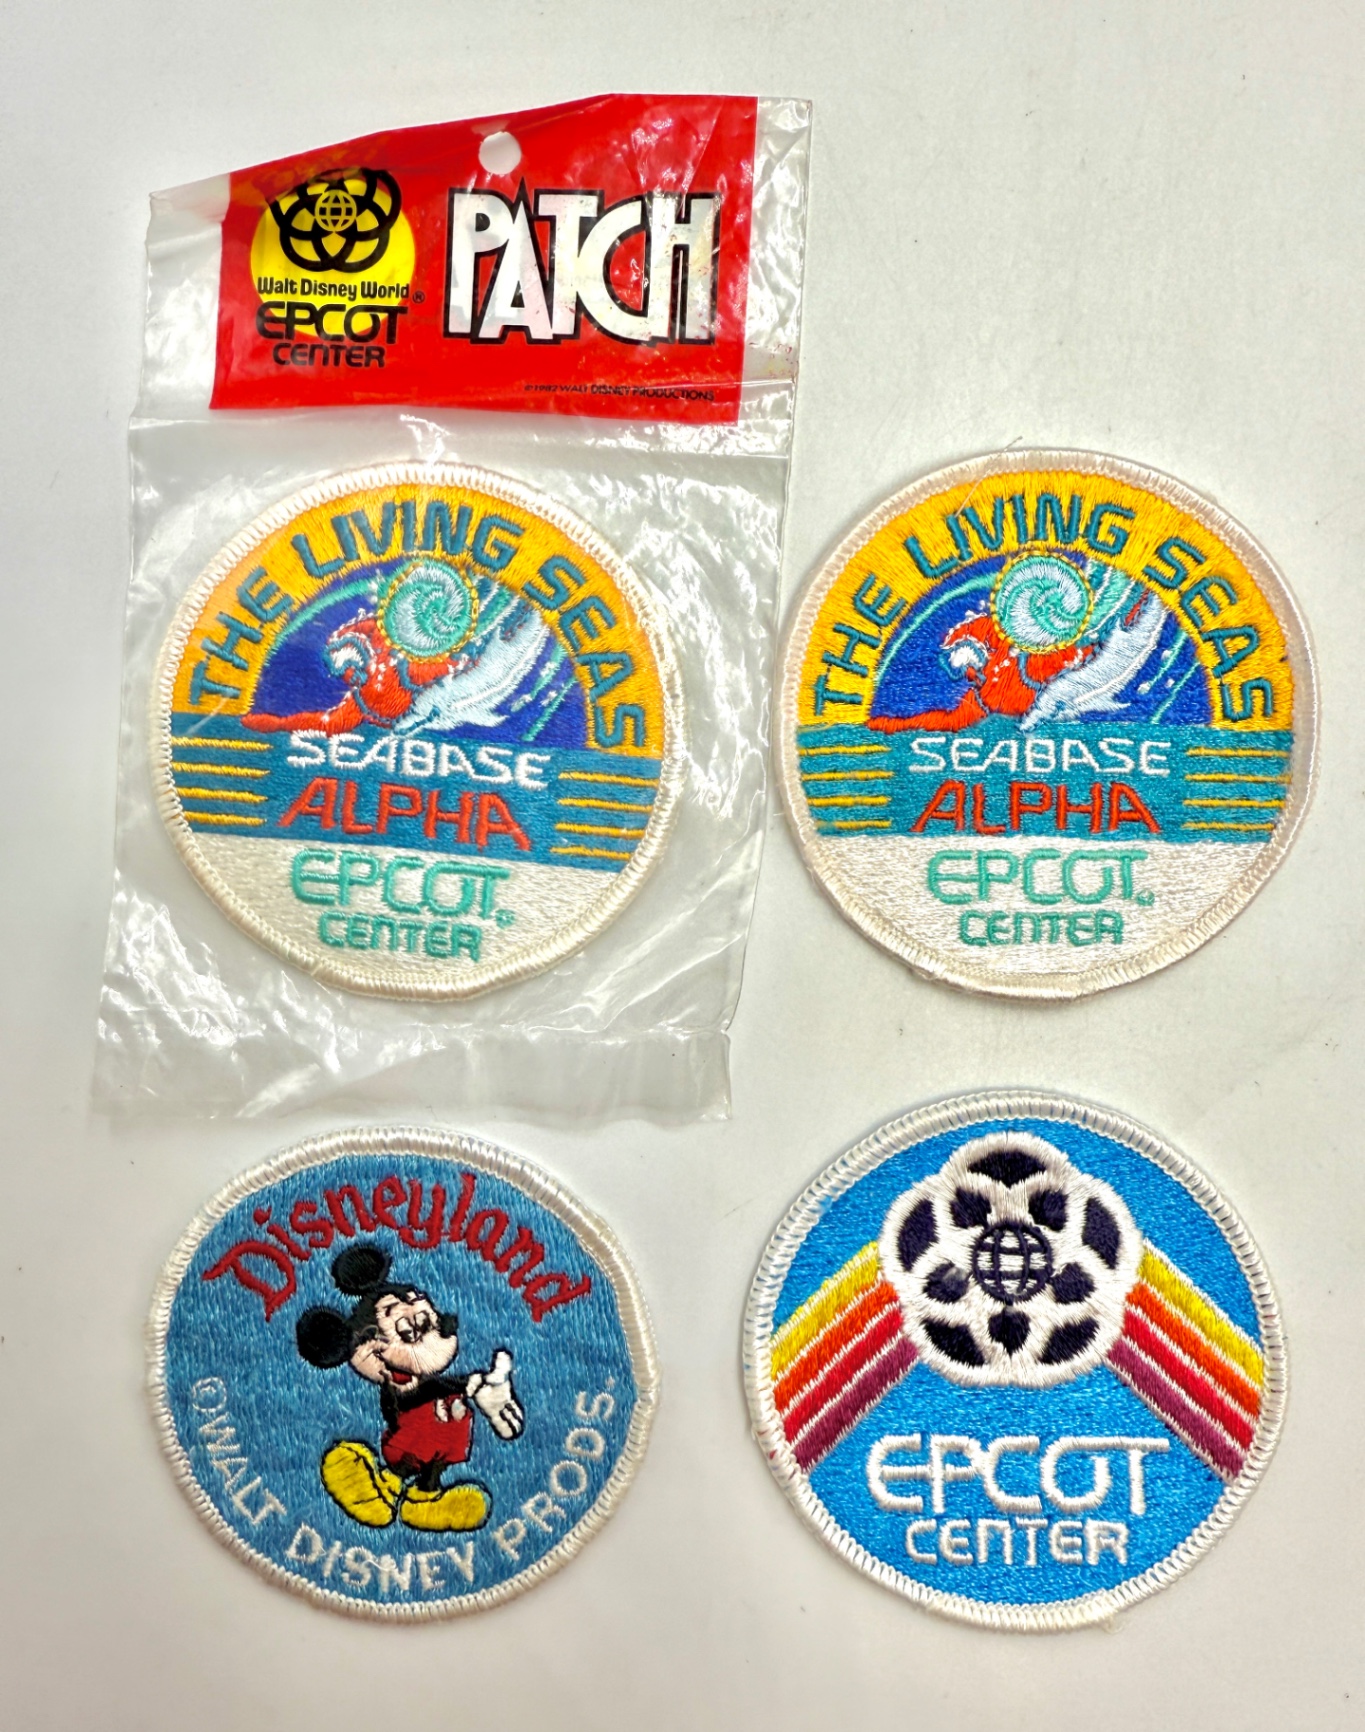 Walt Disney World®
EPCOT
CENTER
PATCH
©1982 WALT DISNEY PRODUCTIONS
THE LIVING SEAS
SEABASE
ALPHA
EPCOT
CENTER
THE LIVING SEAS
SEABASE
ALPHA
EPCOT
CENTER
Disneyland
©WALT DISNEY PRODS.
EPCOT
CENTER